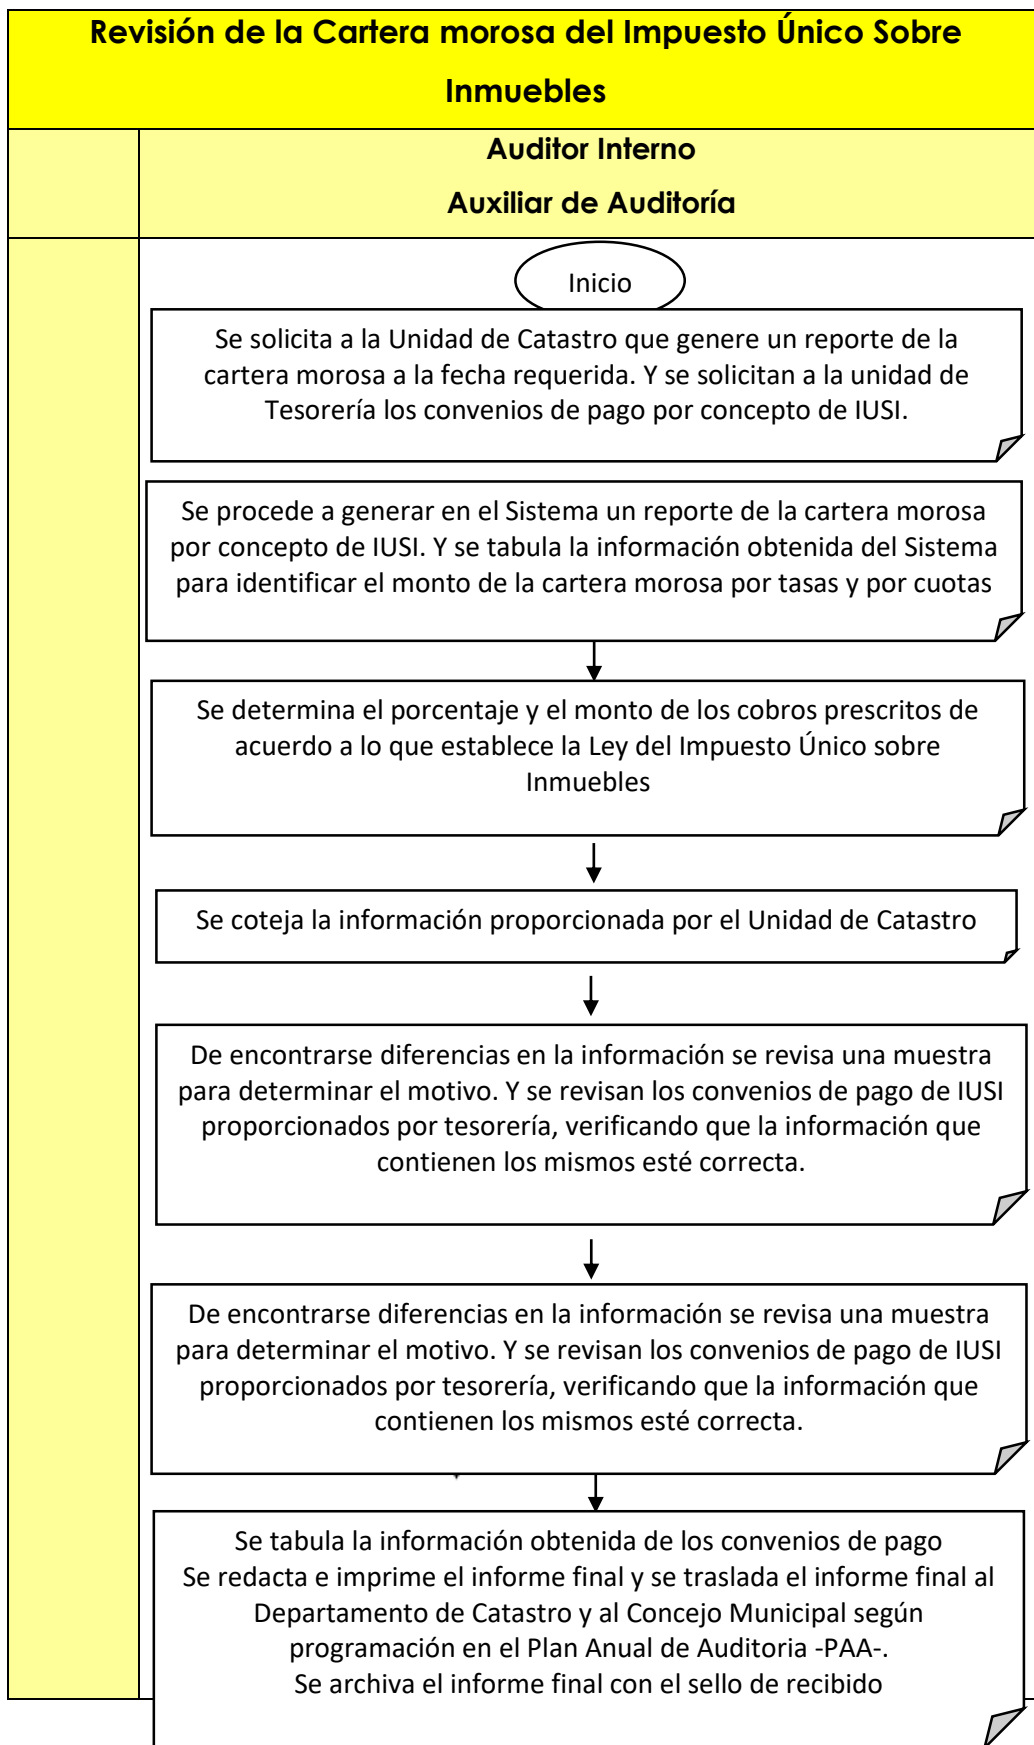 Revisión de la Cartera morosa del Impuesto Único Sobre
Inmuebles
Auditor Interno
Auxiliar de Auditoría
Inicio
Se solicita a la Unidad de Catastro que genere un reporte de la
cartera morosa a la fecha requerida. Y se solicitan a la unidad de
Tesorería los convenios de pago por concepto de IUSI.
Se procede a generar en el Sistema un reporte de la cartera morosa
por concepto de IUSI. Y se tabula la información obtenida del Sistema
para identificar el monto de la cartera morosa por tasas y por cuotas
Se determina el porcentaje y el monto de los cobros prescritos de
acuerdo a lo que establece la Ley del Impuesto Único sobre
Inmuebles
Se coteja la información proporcionada por el Unidad de Catastro
De encontrarse diferencias en la información se revisa una muestra
para determinar el motivo. Y se revisan los convenios de pago de IUSI
proporcionados por tesorería, verificando que la información que
contienen los mismos esté correcta.
De encontrarse diferencias en la información se revisa una muestra
para determinar el motivo. Y se revisan los convenios de pago de IUSI
proporcionados por tesorería, verificando que la información que
contienen los mismos esté correcta.
Se tabula la información obtenida de los convenios de pago
Se redacta e imprime el informe final y se traslada el informe final al
Departamento de Catastro y al Concejo Municipal según
programación en el Plan Anual de Auditoria -PAA-.
Se archiva el informe final con el sello de recibido